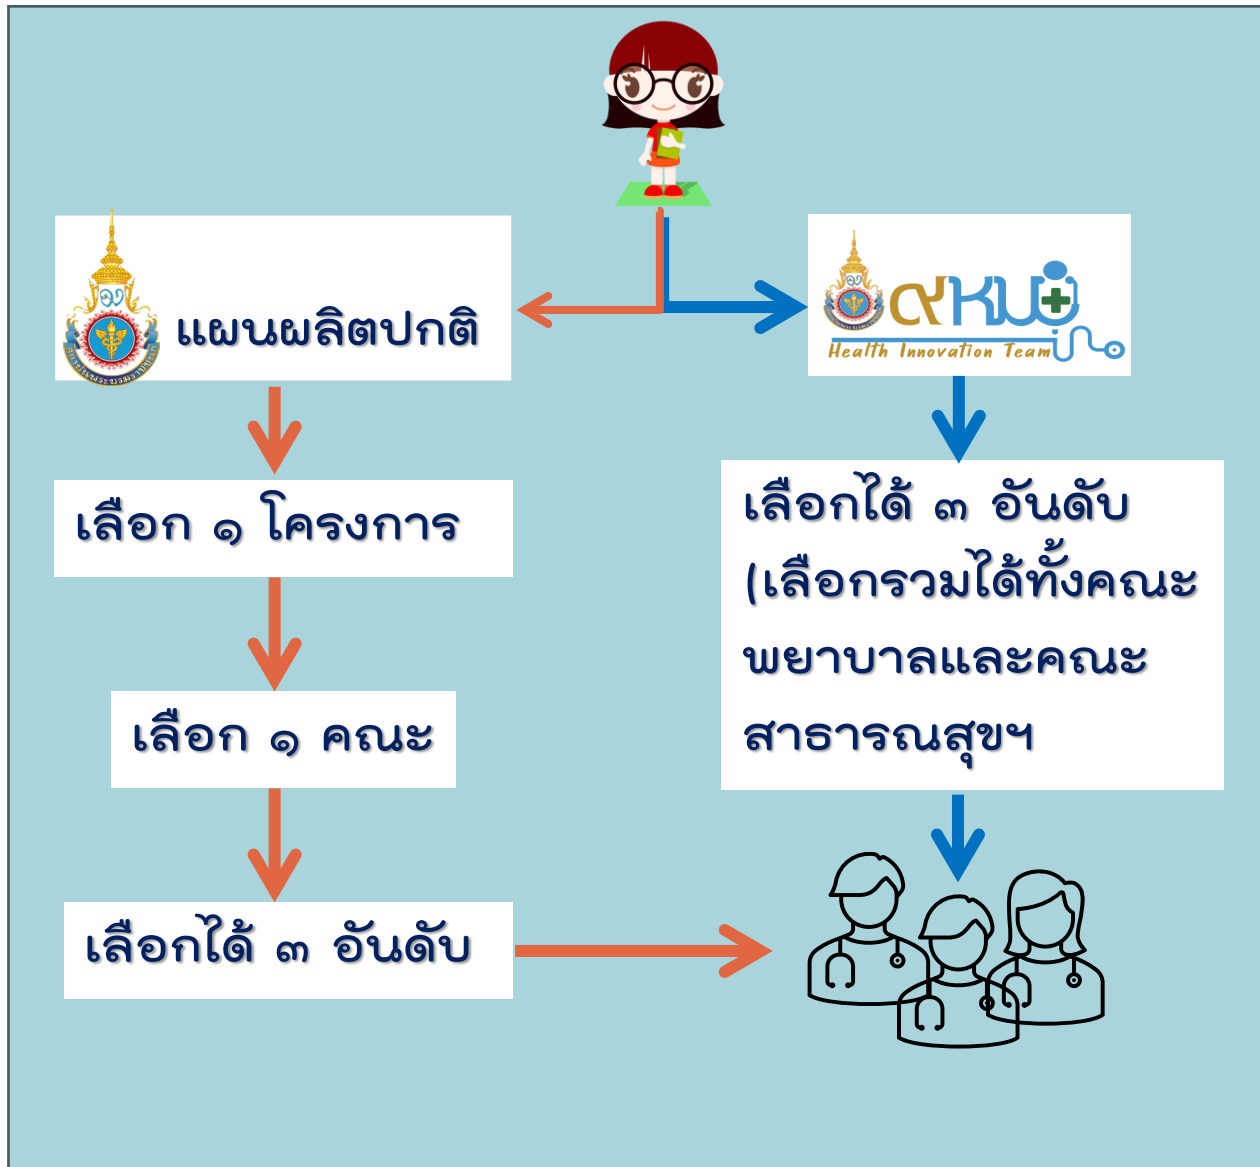 แผนผลิตปกติ
๙หมอ
Health Innovation Team
เลือก ๑ โครงการ
เลือกได้ ๓ อันดับ
(เลือกรวมได้ทั้งคณะ
พยาบาลและคณะ
สาธารณสุขฯ
เลือก ๑ คณะ
เลือกได้ ๓ อันดับ